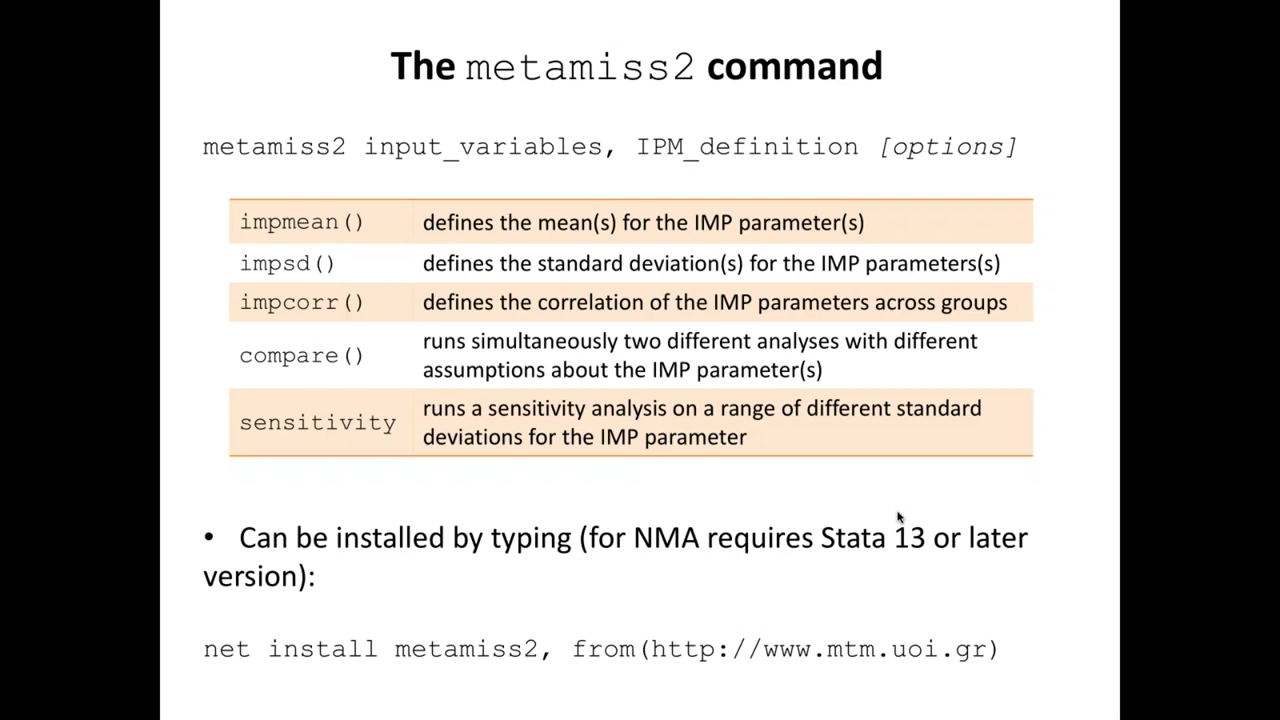 The metamiss2 command
metamiss2 input_variables, IPM_definition [options]
impmean() defines the mean(s) for the IMP parameter(s)
impsd() defines the standard deviation(s) for the IMP parameters(s)
impcorr() defines the correlation of the IMP parameters across groups
compare() runs simultaneously two different analyses with different
assumptions about the IMP parameter(s)
sensitivity runs a sensitivity analysis on a range of different standard
deviations for the IMP parameter
• Can be installed by typing (for NMA requires Stata 13 or later
version):
net install metamiss2, from(http://www.mtm.uoi.gr)